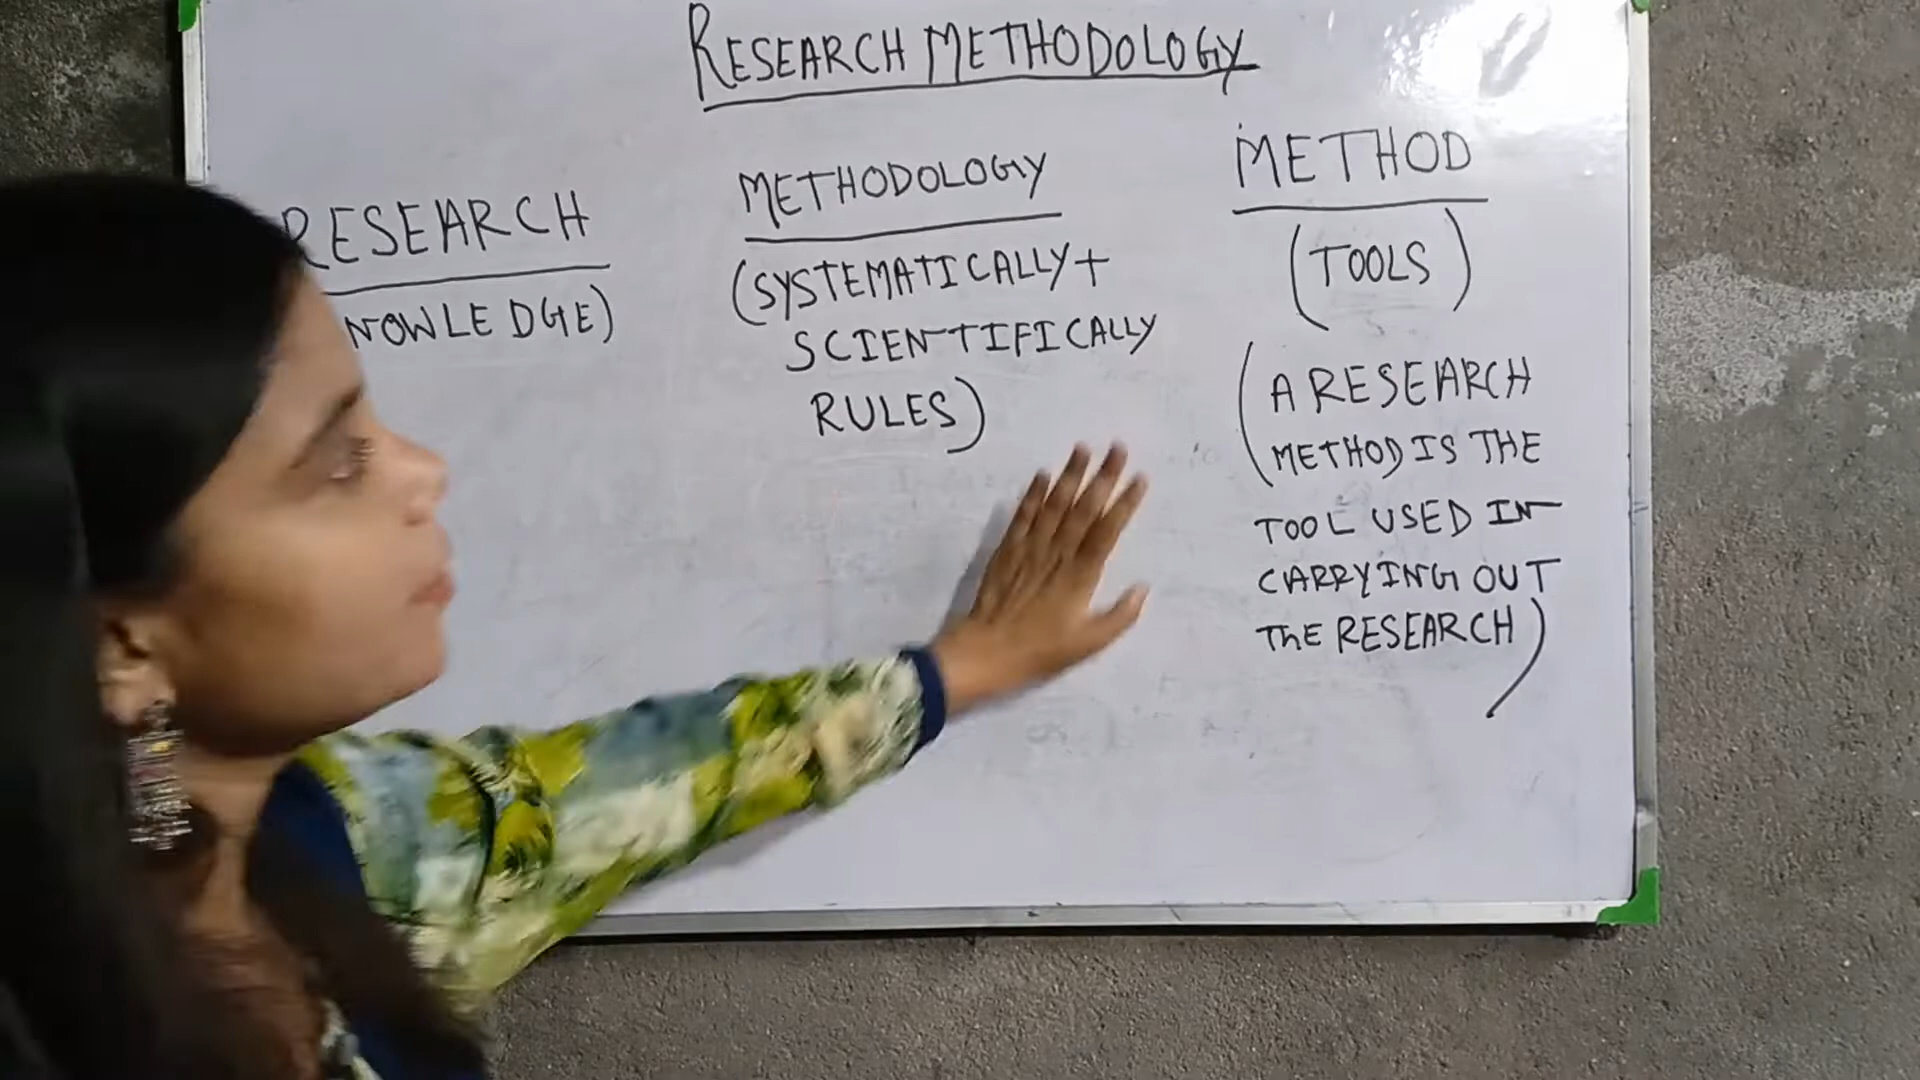 RESEARCH METHODOLOGY
RESEARCH
NOWLEDGE)
METHODOLOGY
(SYSTEMATICALLY+
SCIENTIFICALLY
RULES)
METHOD
(TOOLS)
(A RESEARCH
METHOD IS THE
TOOL USED IN
CARRYING OUT
THE RESEARCH)